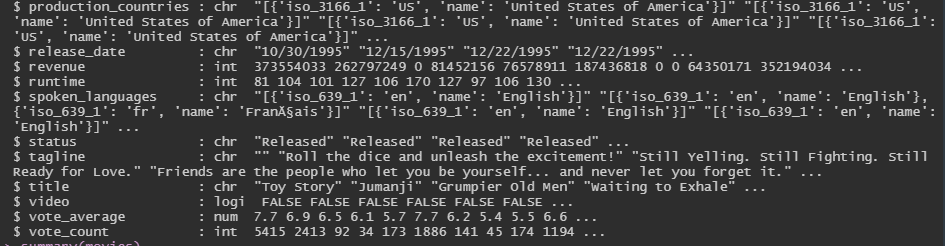 $ production_countries : chr "[{'iso_3166_1': 'US', 'name': 'United States of America'}]" "[{'iso_3166_1': 'US',
'name': 'United States of America'}]" "[{'iso_3166_1': 'US', 'name': 'United States of America'}]" "[{'iso_3166_1':
'US', 'name': 'United States of America'}]" ...
$ release_date : chr "10/30/1995" "12/15/1995" "12/22/1995" "12/22/1995" ...
$ revenue : int 373554033 262797249 0 81452156 76578911 187436818 0 0 64350171 352194034 ...
$ runtime : int 81 104 101 127 106 170 127 97 106 130 ...
$ spoken_languages : chr "[{'iso_639_1': 'en', 'name': 'English'}]" "[{'iso_639_1': 'en', 'name': 'English'},
{'iso_639_1': 'fr', 'name': 'FranÃ§ais'}]" "[{'iso_639_1': 'en', 'name': 'English'}]" "[{'iso_639_1': 'en', 'name':
'English'}]" ...
$ status : chr "Released" "Released" "Released" "Released" ...
$ tagline : chr "" "Roll the dice and unleash the excitement!" "Still Yelling. Still Fighting. Still
Ready for Love." "Friends are the people who let you be yourself... and never let you forget it." ...
$ title : chr "Toy Story" "Jumanji" "Grumpier Old Men" "Waiting to Exhale" ...
$ video : logi FALSE FALSE FALSE FALSE FALSE FALSE ...
$ vote_average : num 7.7 6.9 6.5 6.1 5.7 7.7 6.2 5.4 5.5 6.6 ...
$ vote_count : int 5415 2413 92 34 173 1886 141 45 174 1194 ...
> summary(movies)